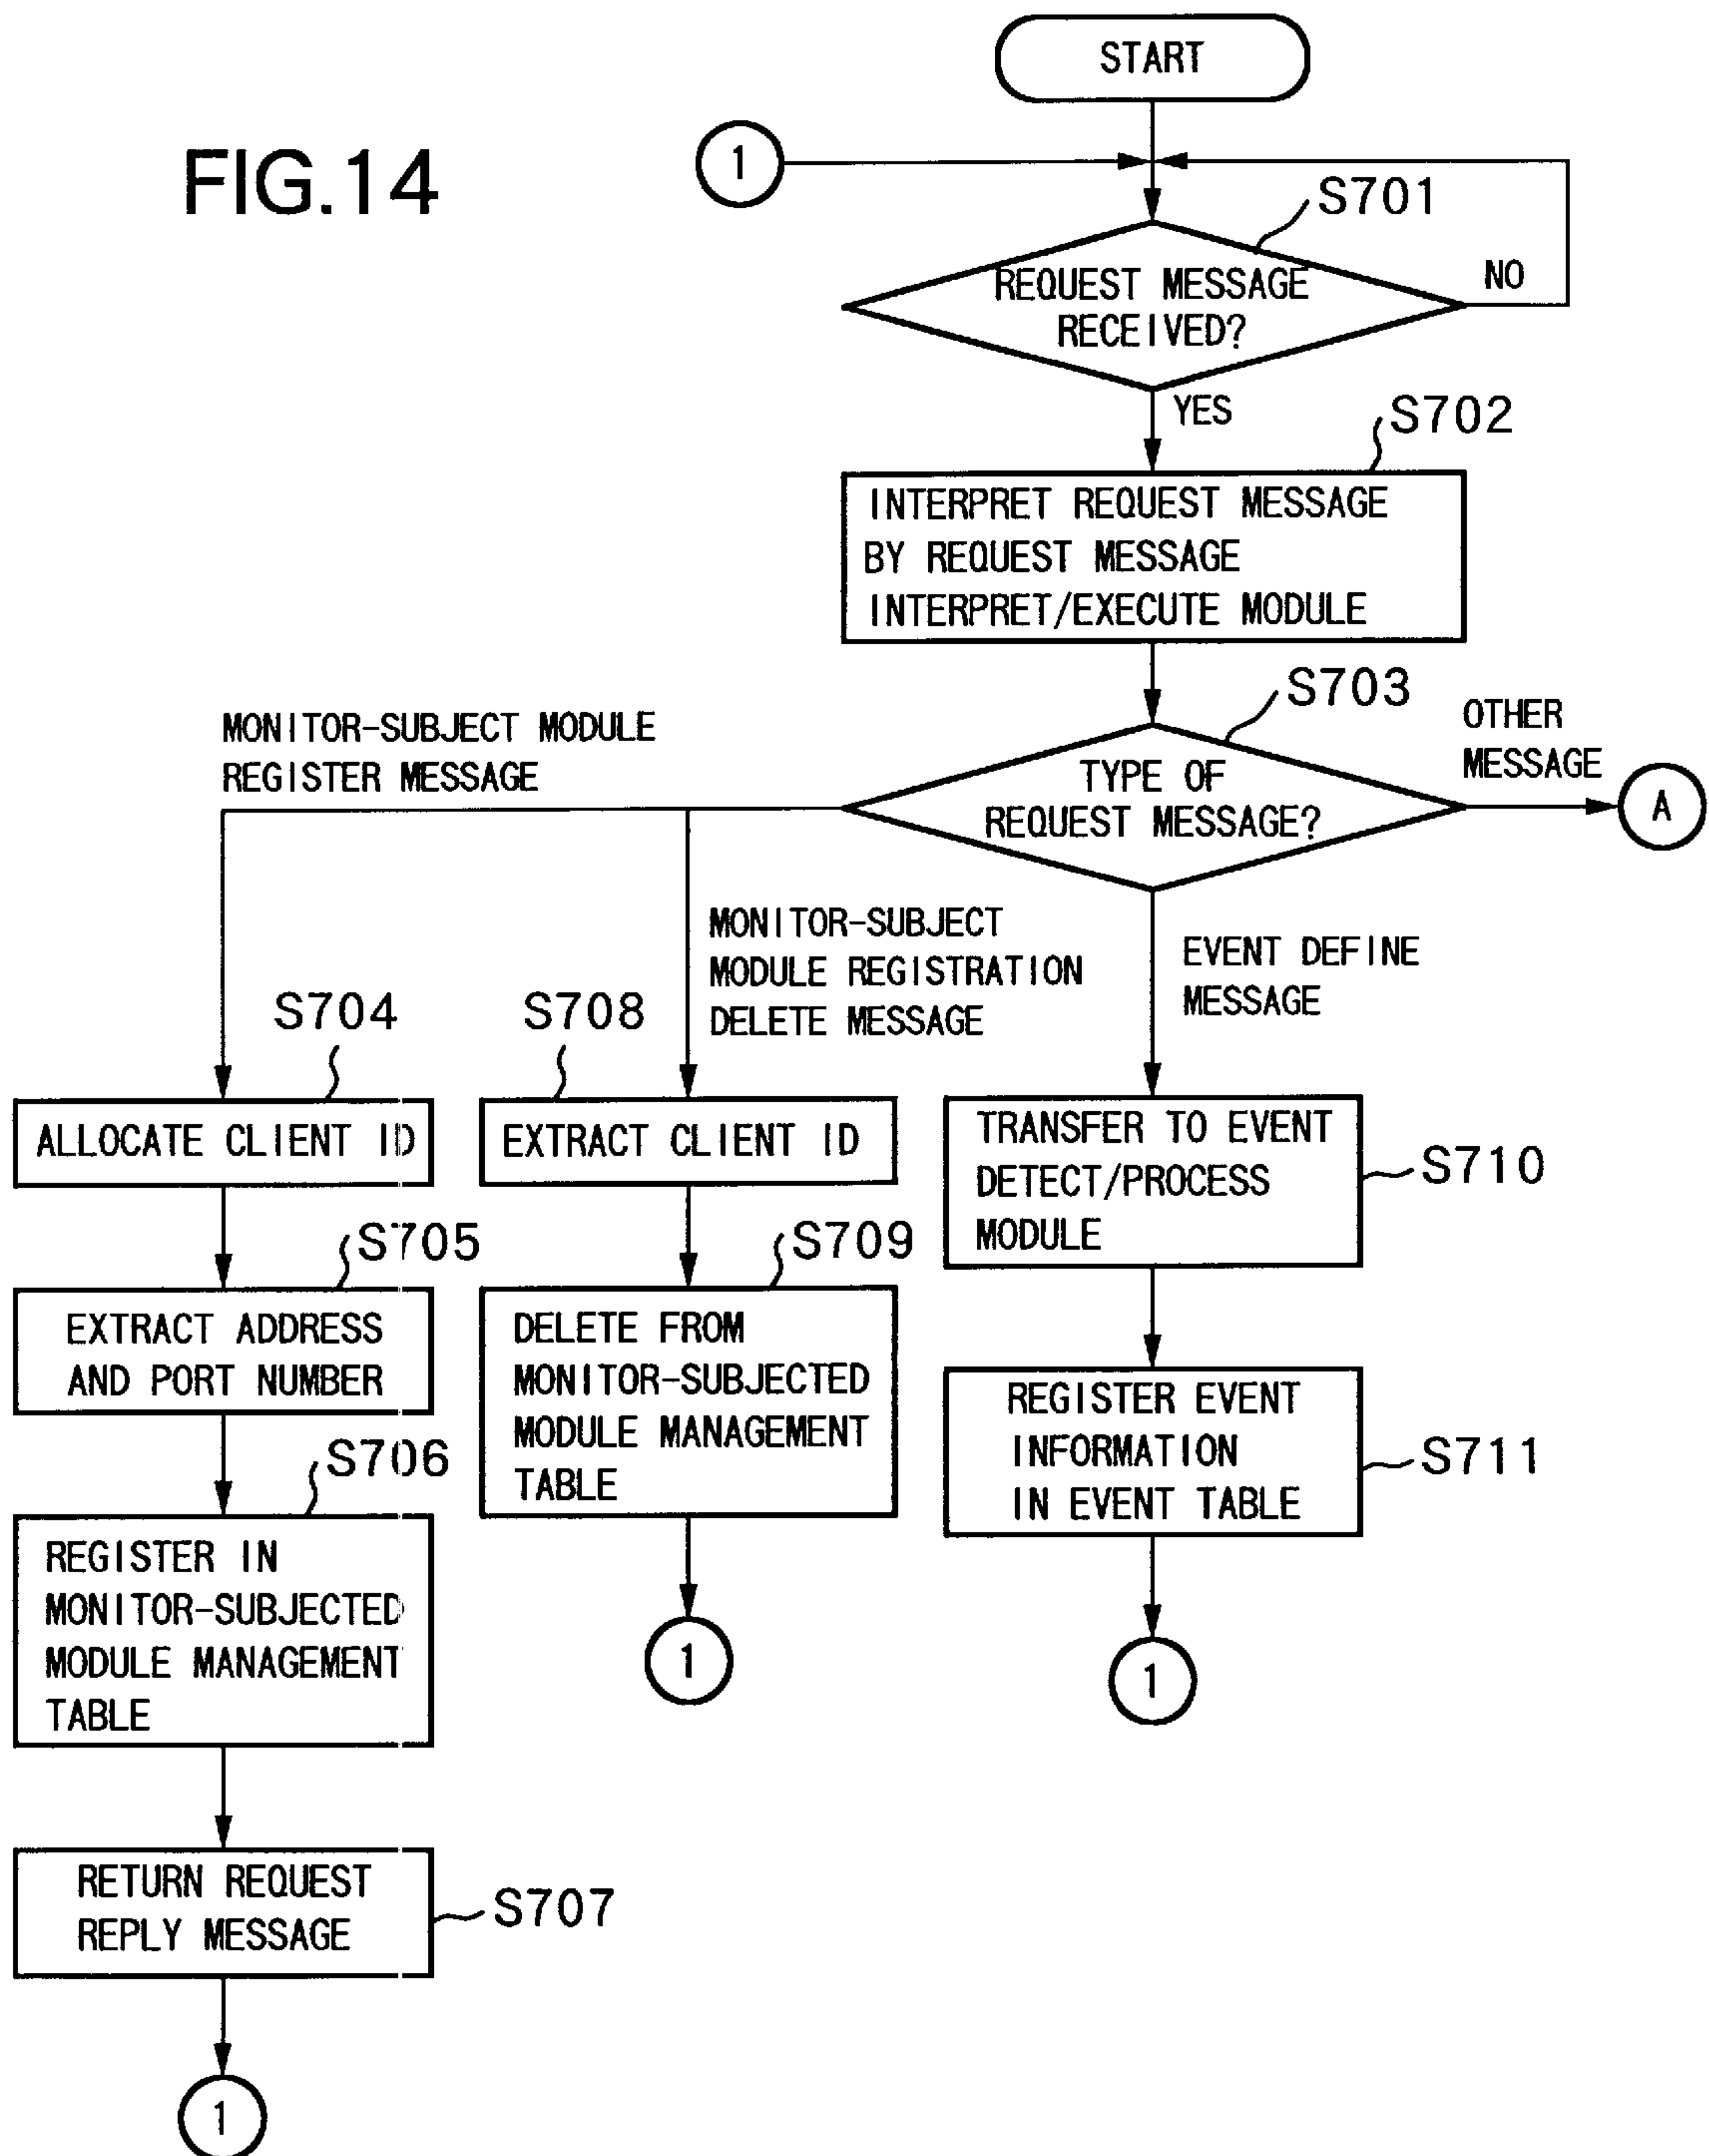 START
FIG.14
1
S701
REQUEST MESSAGE
RECEIVED?
NO
YES
S702
INTERPRET REQUEST MESSAGE
BY REQUEST MESSAGE
INTERPRET/EXECUTE MODULE
S703
OTHER
MESSAGE
MONITOR-SUBJECT MODULE
REGISTER MESSAGE
TYPE OF
REQUEST MESSAGE?
A
MONITOR-SUBJECT
MODULE REGISTRATION
DELETE MESSAGE
EVENT DEFINE
MESSAGE
S704
ALLOCATE CLIENT ID
S705
EXTRACT ADDRESS
AND PORT NUMBER
S706
REGISTER IN
MONITOR-SUBJECTED
MODULE MANAGEMENT
TABLE
RETURN REQUEST
REPLY MESSAGE
S707
1
S708
EXTRACT CLIENT ID
S709
DELETE FROM
MONITOR-SUBJECTED
MODULE MANAGEMENT
TABLE
1
TRANSFER TO EVENT
DETECT/PROCESS
MODULE
S710
REGISTER EVENT
INFORMATION
IN EVENT TABLE
S711
1